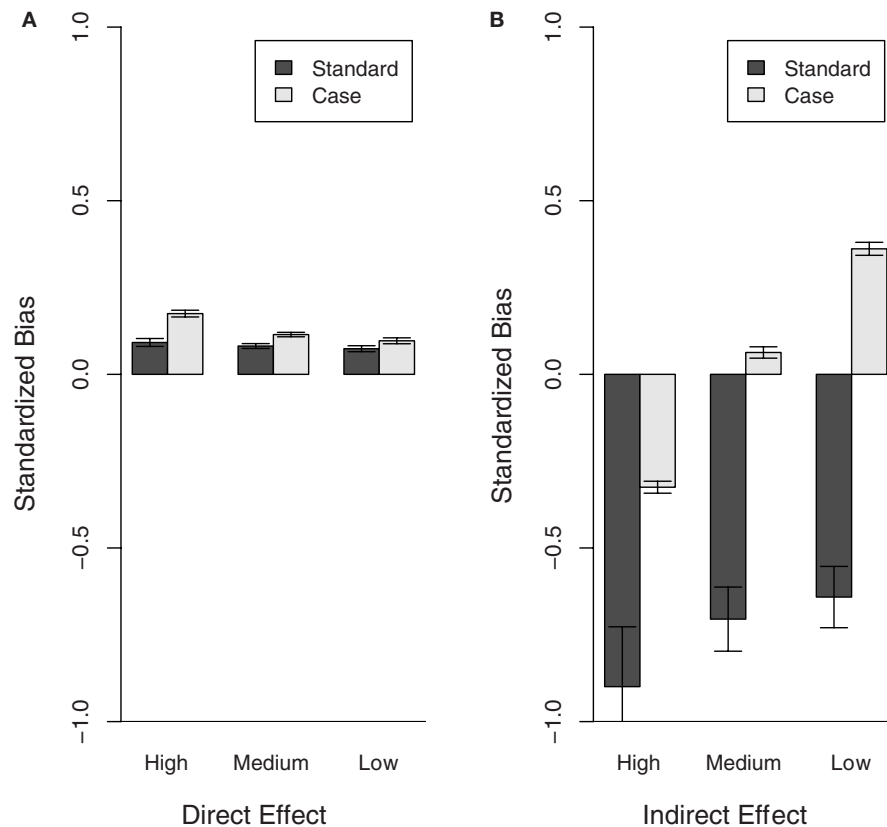 A
Standard
Case
1.0
0.5
0.0
−0.5
−1.0
Standardized Bias
High Medium Low
Direct Effect
B
Standard
Case
1.0
0.5
0.0
−0.5
−1.0
Standardized Bias
High Medium Low
Indirect Effect